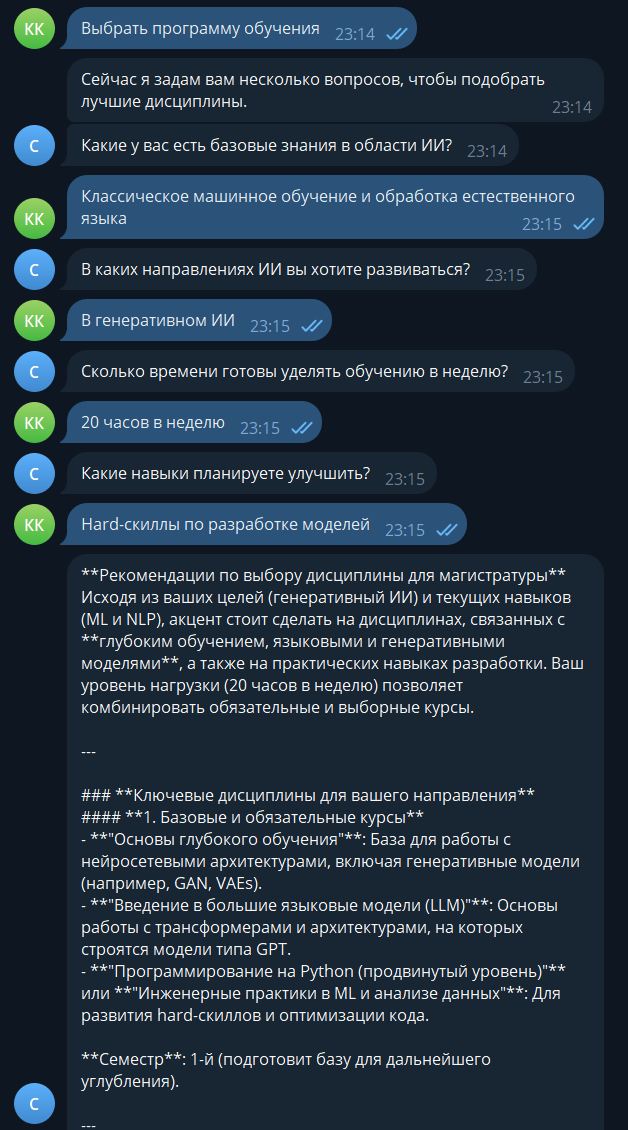 КК
Выбрать программу обучения 23:14
Сейчас я задам вам несколько вопросов, чтобы подобрать
лучшие дисциплины.
23:14
С
Какие у вас есть базовые знания в области ИИ? 23:14
Классическое машинное обучение и обработка естественного
КК
языка
23:15
С
В каких направлениях ИИ вы хотите развиваться? 23:15
КК
В генеративном ИИ 23:15
С
Сколько времени готовы уделять обучению в неделю? 23:15
КК
20 часов в неделю 23:15
С
Какие навыки планируете улучшить? 23:15
КК
Hard-скиллы по разработке моделей 23:15
**Рекомендации по выбору дисциплины для магистратуры**
Исходя из ваших целей (генеративный ИИ) и текущих навыков
(ML и NLP), акцент стоит сделать на дисциплинах, связанных с
**глубоким обучением, языковыми и генеративными
моделями**, а также на практических навыках разработки. Ваш
уровень нагрузки (20 часов в неделю) позволяет
комбинировать обязательные и выборные курсы.
---
### **Ключевые дисциплины для вашего направления**
#### **1. Базовые и обязательные курсы**
- **"Основы глубокого обучения"**: База для работы с
нейросетевыми архитектурами, включая генеративные модели
(например, GAN, VAEs).
- **"Введение в большие языковые модели (LLM)"**: Основы
работы с трансформерами и архитектурами, на которых
строятся модели типа GPT.
- **"Программирование на Python (продвинутый уровень)"**
или **"Инженерные практики в ML и анализе данных"**: Для
развития hard-скиллов и оптимизации кода.
**Семестр**: 1-й (подготовит базу для дальнейшего
углубления).
С
---